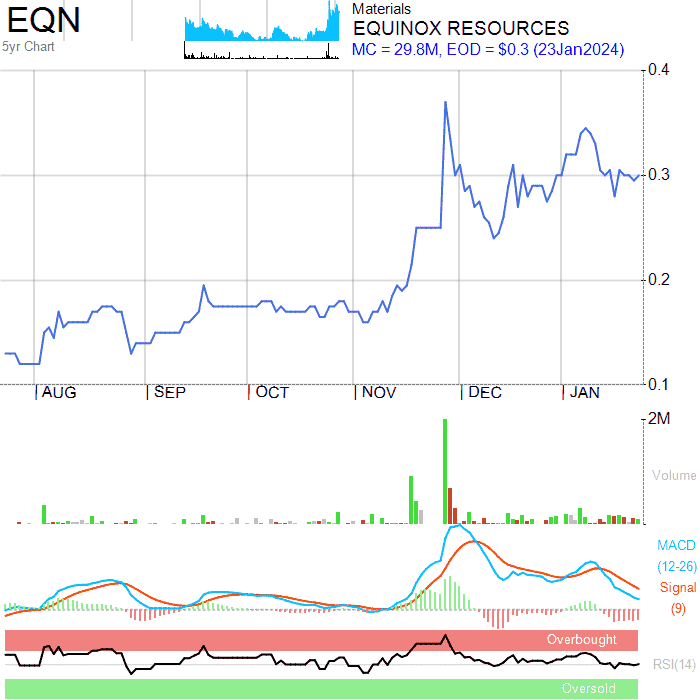 EQN
5yr Chart
Materials
EQUINOX RESOURCES
MC = 29.8M, EOD = $0.3 (23Jan2024)
0.4
0.3
0.2
0.1
AUG SEP OCT NOV DEC JAN
2M
Volume
MACD
(12-26)
Signal
(9)
Overbought
RSI(14)
Oversold